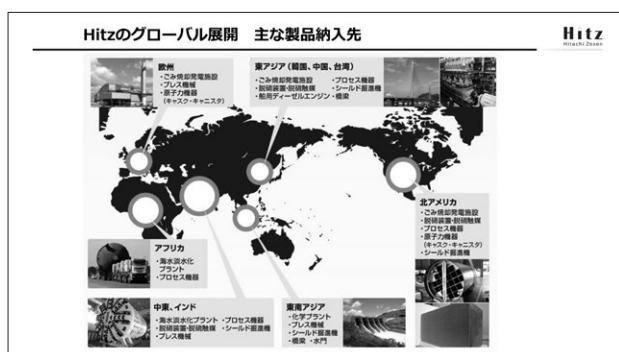 Hitzのグローバル展開 主な製品納入先
Hitz
Hitachi Zosen
欧州
・ごみ焼却発電施設
・プレス機械
・原子力機器
(キャスク・キャニスタ)
東アジア(韓国、中国、台湾)
・ごみ焼却発電施設 ・プロセス機器
・脱硝装置・脱硝触媒 ・シールド掘進機
・舶用ディーゼルエンジン ・橋梁
北アメリカ
・ごみ焼却発電施設
・脱硝装置・脱硝触媒
・プロセス機器
・原子力機器
(キャスク・キャニスタ)
・シールド掘進機
アフリカ
・海水淡水化
プラント
・プロセス機器
中東、インド
・海水淡水化プラント ・プロセス機器
・脱硝装置・脱硝触媒 ・シールド掘進機
・プレス機械
東南アジア
・化学プラント
・プレス機械
・シールド掘進機
・橋梁 ・水門